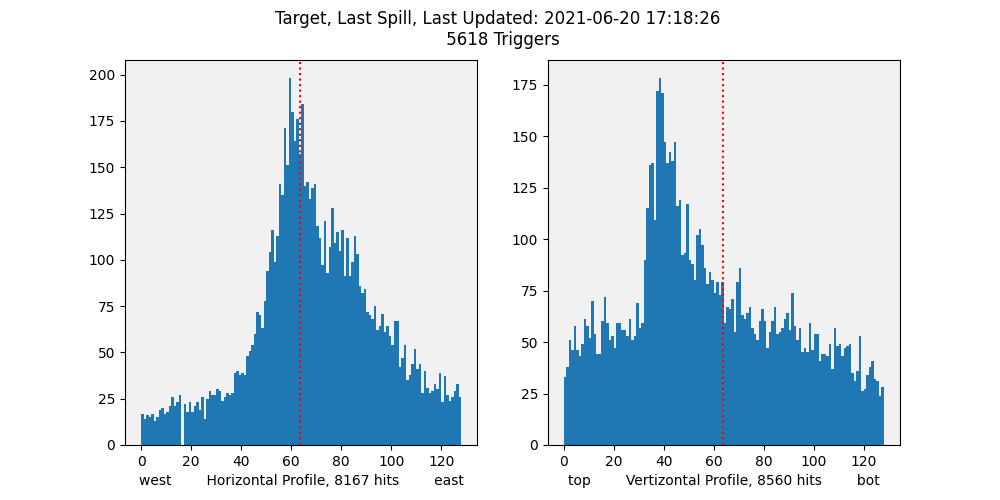 Target, Last Spill, Last Updated: 2021-06-20 17:18:26
5618 Triggers
200
175
150
125
100
75
50
25
0
0 20 40 60 80 100 120
west Horizontal Profile, 8167 hits east
175
150
125
100
75
50
25
0
0 20 40 60 80 100 120
top Vertizontal Profile, 8560 hits bot